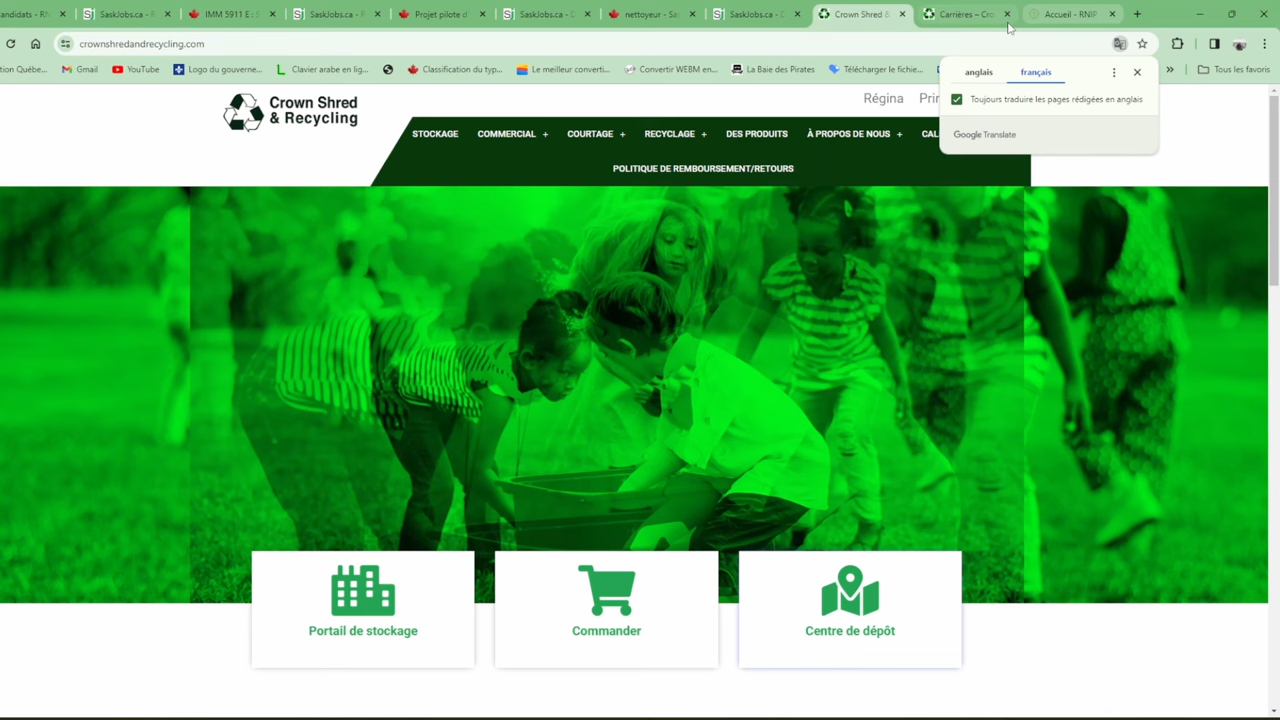 andidats - RN
SaskJobs.ca - R
IMM 5911 E : S
SaskJobs.ca - R
Projet pilote d'
SaskJobs.ca - D
nettoyeur - Sas
SaskJobs.ca - D
Crown Shred &
Carrières – Cro
Accueil - RNIP
crownshredandrecycling.com
tion Québe...
Gmail
YouTube
Logo du gouverne...
Clavier arabe en lig...
Classification du typ...
Le meilleur converti...
Convertir WEBM en...
La Baie des Pirates
Télécharger le fichie...
»
Tous les favoris
anglais
français
Toujours traduire les pages rédigées en anglais
Google Translate
Crown Shred
& Recycling
Régina
Prin
STOCKAGE
COMMERCIAL +
COURTAGE +
RECYCLAGE +
DES PRODUITS
À PROPOS DE NOUS +
CAL
POLITIQUE DE REMBOURSEMENT/RETOURS
Portail de stockage
Commander
Centre de dépôt